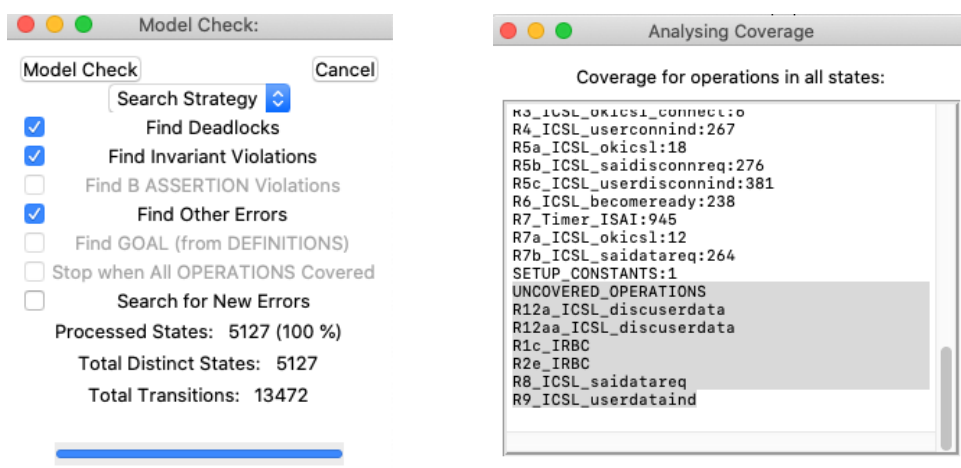 Model Check:
Model Check
Cancel
Search Strategy
Find Deadlocks
Find Invariant Violations
Find B ASSERTION Violations
Find Other Errors
Find GOAL (from DEFINITIONS)
Stop when All OPERATIONS Covered
Search for New Errors
Processed States: 5127 (100 %)
Total Distinct States: 5127
Total Transitions: 13472
Analysing Coverage
Coverage for operations in all states:
R4_ICSL_userconnind:267
R5a_ICSL_okicsl:18
R5b_ICSL_saidisconnreq:276
R5c_ICSL_userdisconnind:381
R6_ICSL_becomeready:238
R7_Timer_ISAI:945
R7a_ICSL_okicsl:12
R7b_ICSL_saidatareq:264
SETUP_CONSTANTS:1
UNCOVERED_OPERATIONS
R12a_ICSL_discuserdata
R12aa_ICSL_discuserdata
R1c_IRBC
R2e_IRBC
R8_ICSL_saidatareq
R9_ICSL_userdataind